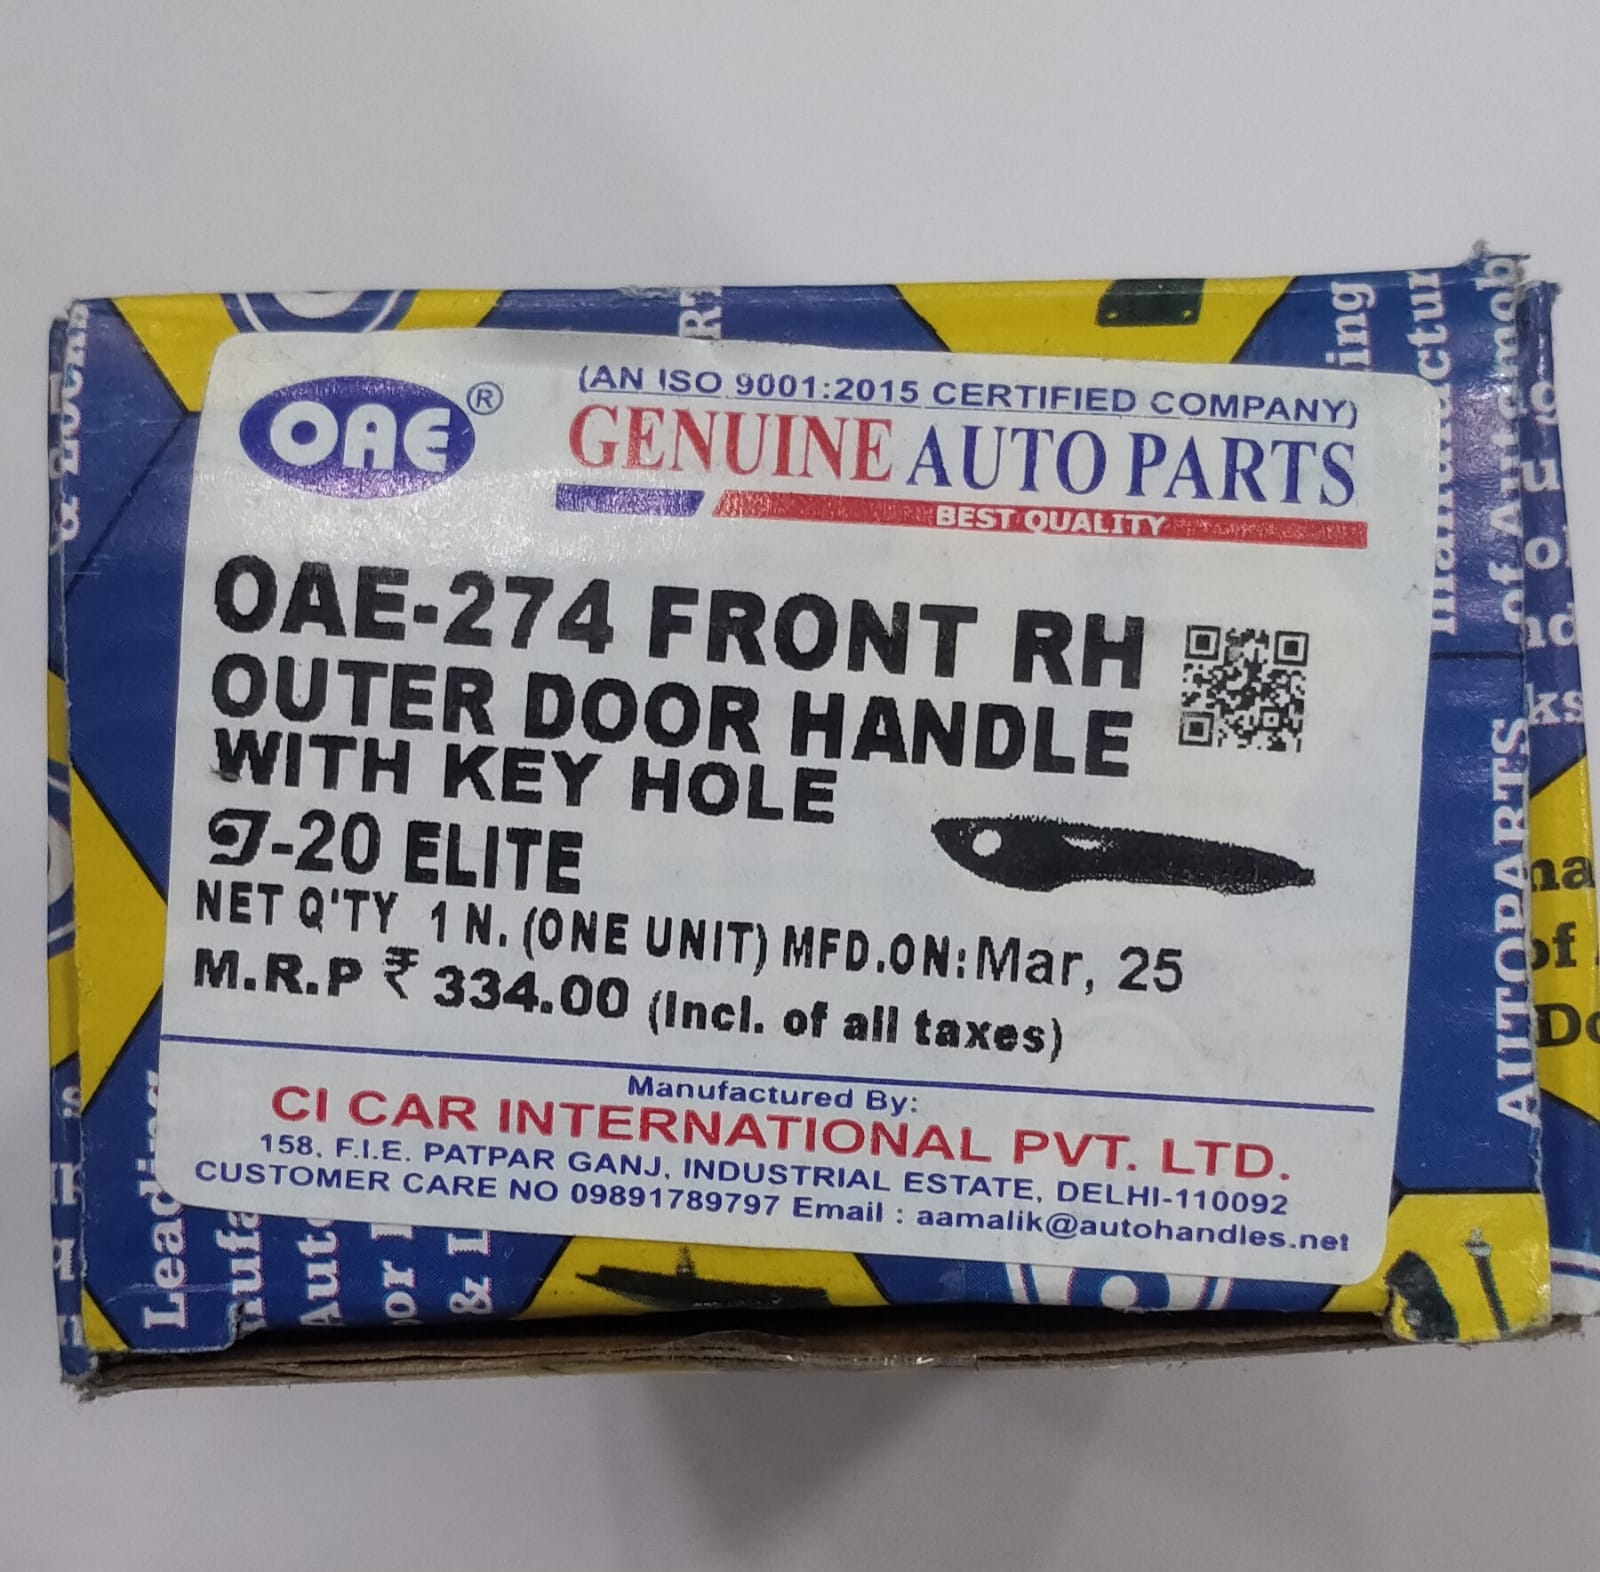 OAE ®
(AN ISO 9001:2015 CERTIFIED COMPANY)
GENUINE AUTO PARTS
BEST QUALITY
OAE-274 FRONT RH
OUTER DOOR HANDLE
WITH KEY HOLE
J-20 ELITE
NET Q'TY 1 N. (ONE UNIT) MFD.ON: Mar, 25
M.R.P ₹ 334.00 (Incl. of all taxes)
Manufactured By:
CI CAR INTERNATIONAL PVT. LTD.
158, F.I.E. PATPAR GANJ, INDUSTRIAL ESTATE, DELHI-110092
CUSTOMER CARE NO 09891789797 Email : aamalik@autohandles.net
AUTOPARTS